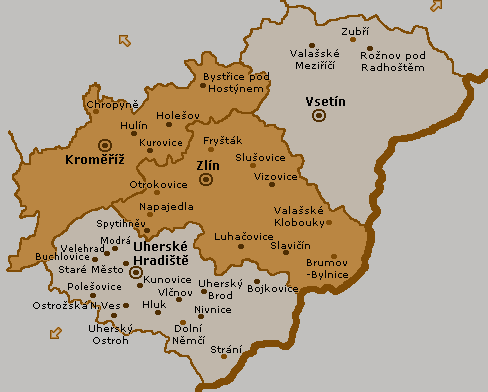 Zubří
Valašské
Meziříčí
Rožnov pod
Radhoštěm
Bystřice pod
Hostýnem
Vsetín
Chropyně
Holešov
Hulín
Kurovice
Kroměříž
Fryšták
Zlín
Slušovice
Vizovice
Otrokovice
Napajedla
Valašské
Klobouky
Spytihněv
Luhačovice
Slavičín
Brumov
-Bylnice
Modrá
Velehrad
Buchlovice
Uherské
Hradiště
Staré Město
Kunovice
Polešovice
Vlčnov
Uherský
Brod
Bojkovice
Ostrožská N.Ves
Hluk
Nivnice
Uherský
Ostroh
Dolní
Němčí
Strání